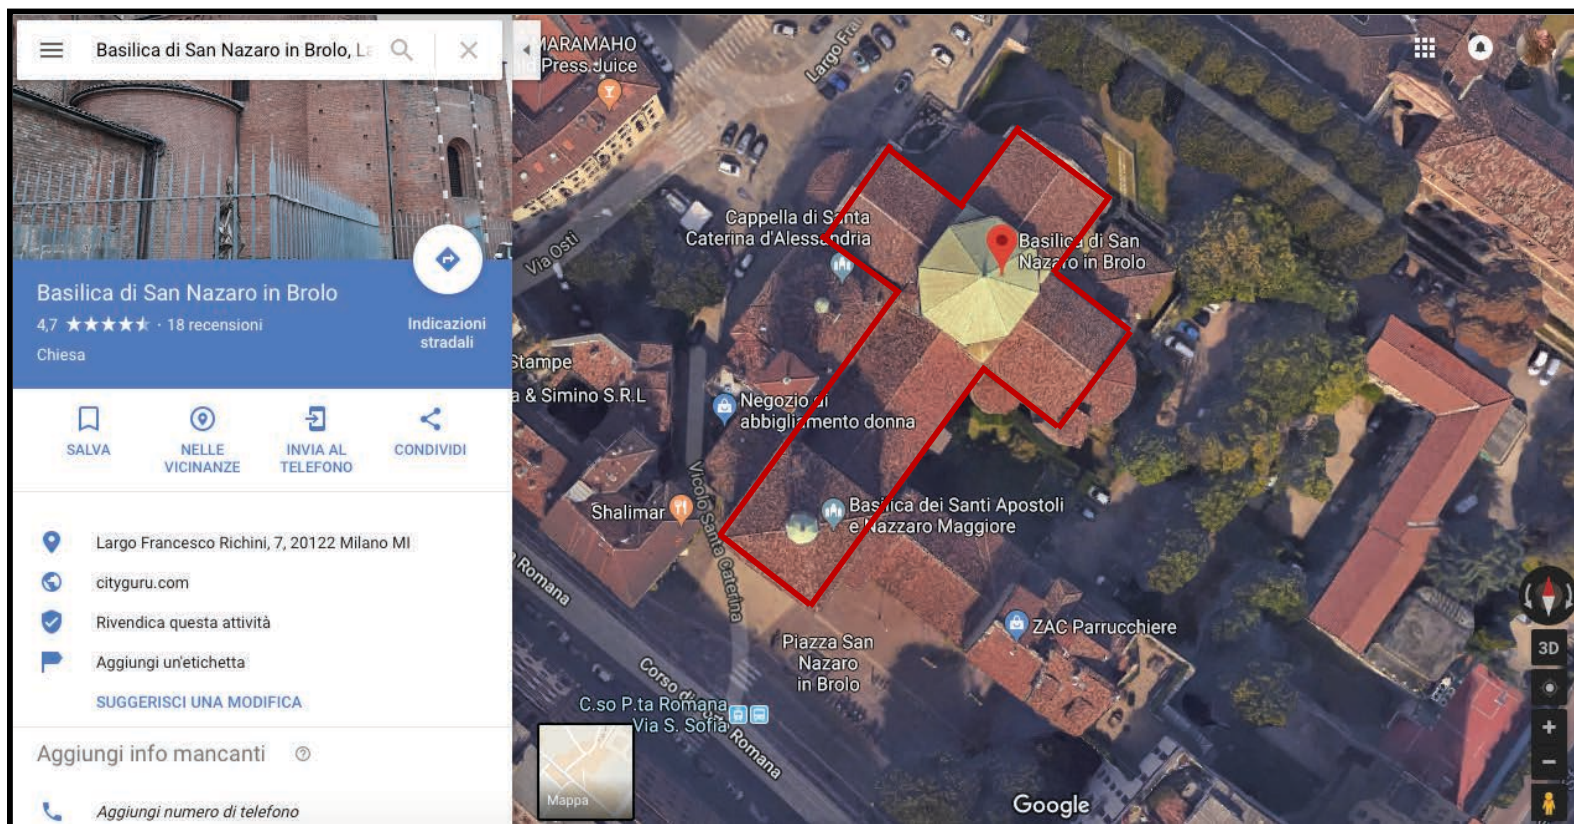 Basilica di San Nazaro in Brolo, La
Basilica di San Nazaro in Brolo
4,7 · 18 recensioni
Chiesa
Indicazioni
stradali
SALVA
NELLE
VICINANZE
INVIA AL
TELEFONO
CONDIVIDI
Largo Francesco Richini, 7, 20122 Milano MI
cityguru.com
Rivendica questa attività
Aggiungi un'etichetta
SUGGERISCI UNA MODIFICA
Aggiungi info mancanti
Aggiungi numero di telefono
MARAMAHO
Press Juice
Largo Fra
Via Osti
Cappella di Santa
Caterina d'Alessandria
Basilica di San
Nazaro in Brolo
Stampe
a & Simino S.R.L
Negozio di
abbigliamento donna
Shalimar
Vicolo Santa Caterina
Basilica dei Santi Apostoli
e Nazzaro Maggiore
Romana
ZAC Parrucchiere
Piazza San
Nazaro
in Brolo
Corso di
Romana
C.so P.ta Romana
Via S. Sofia
Mappa
Google
3D